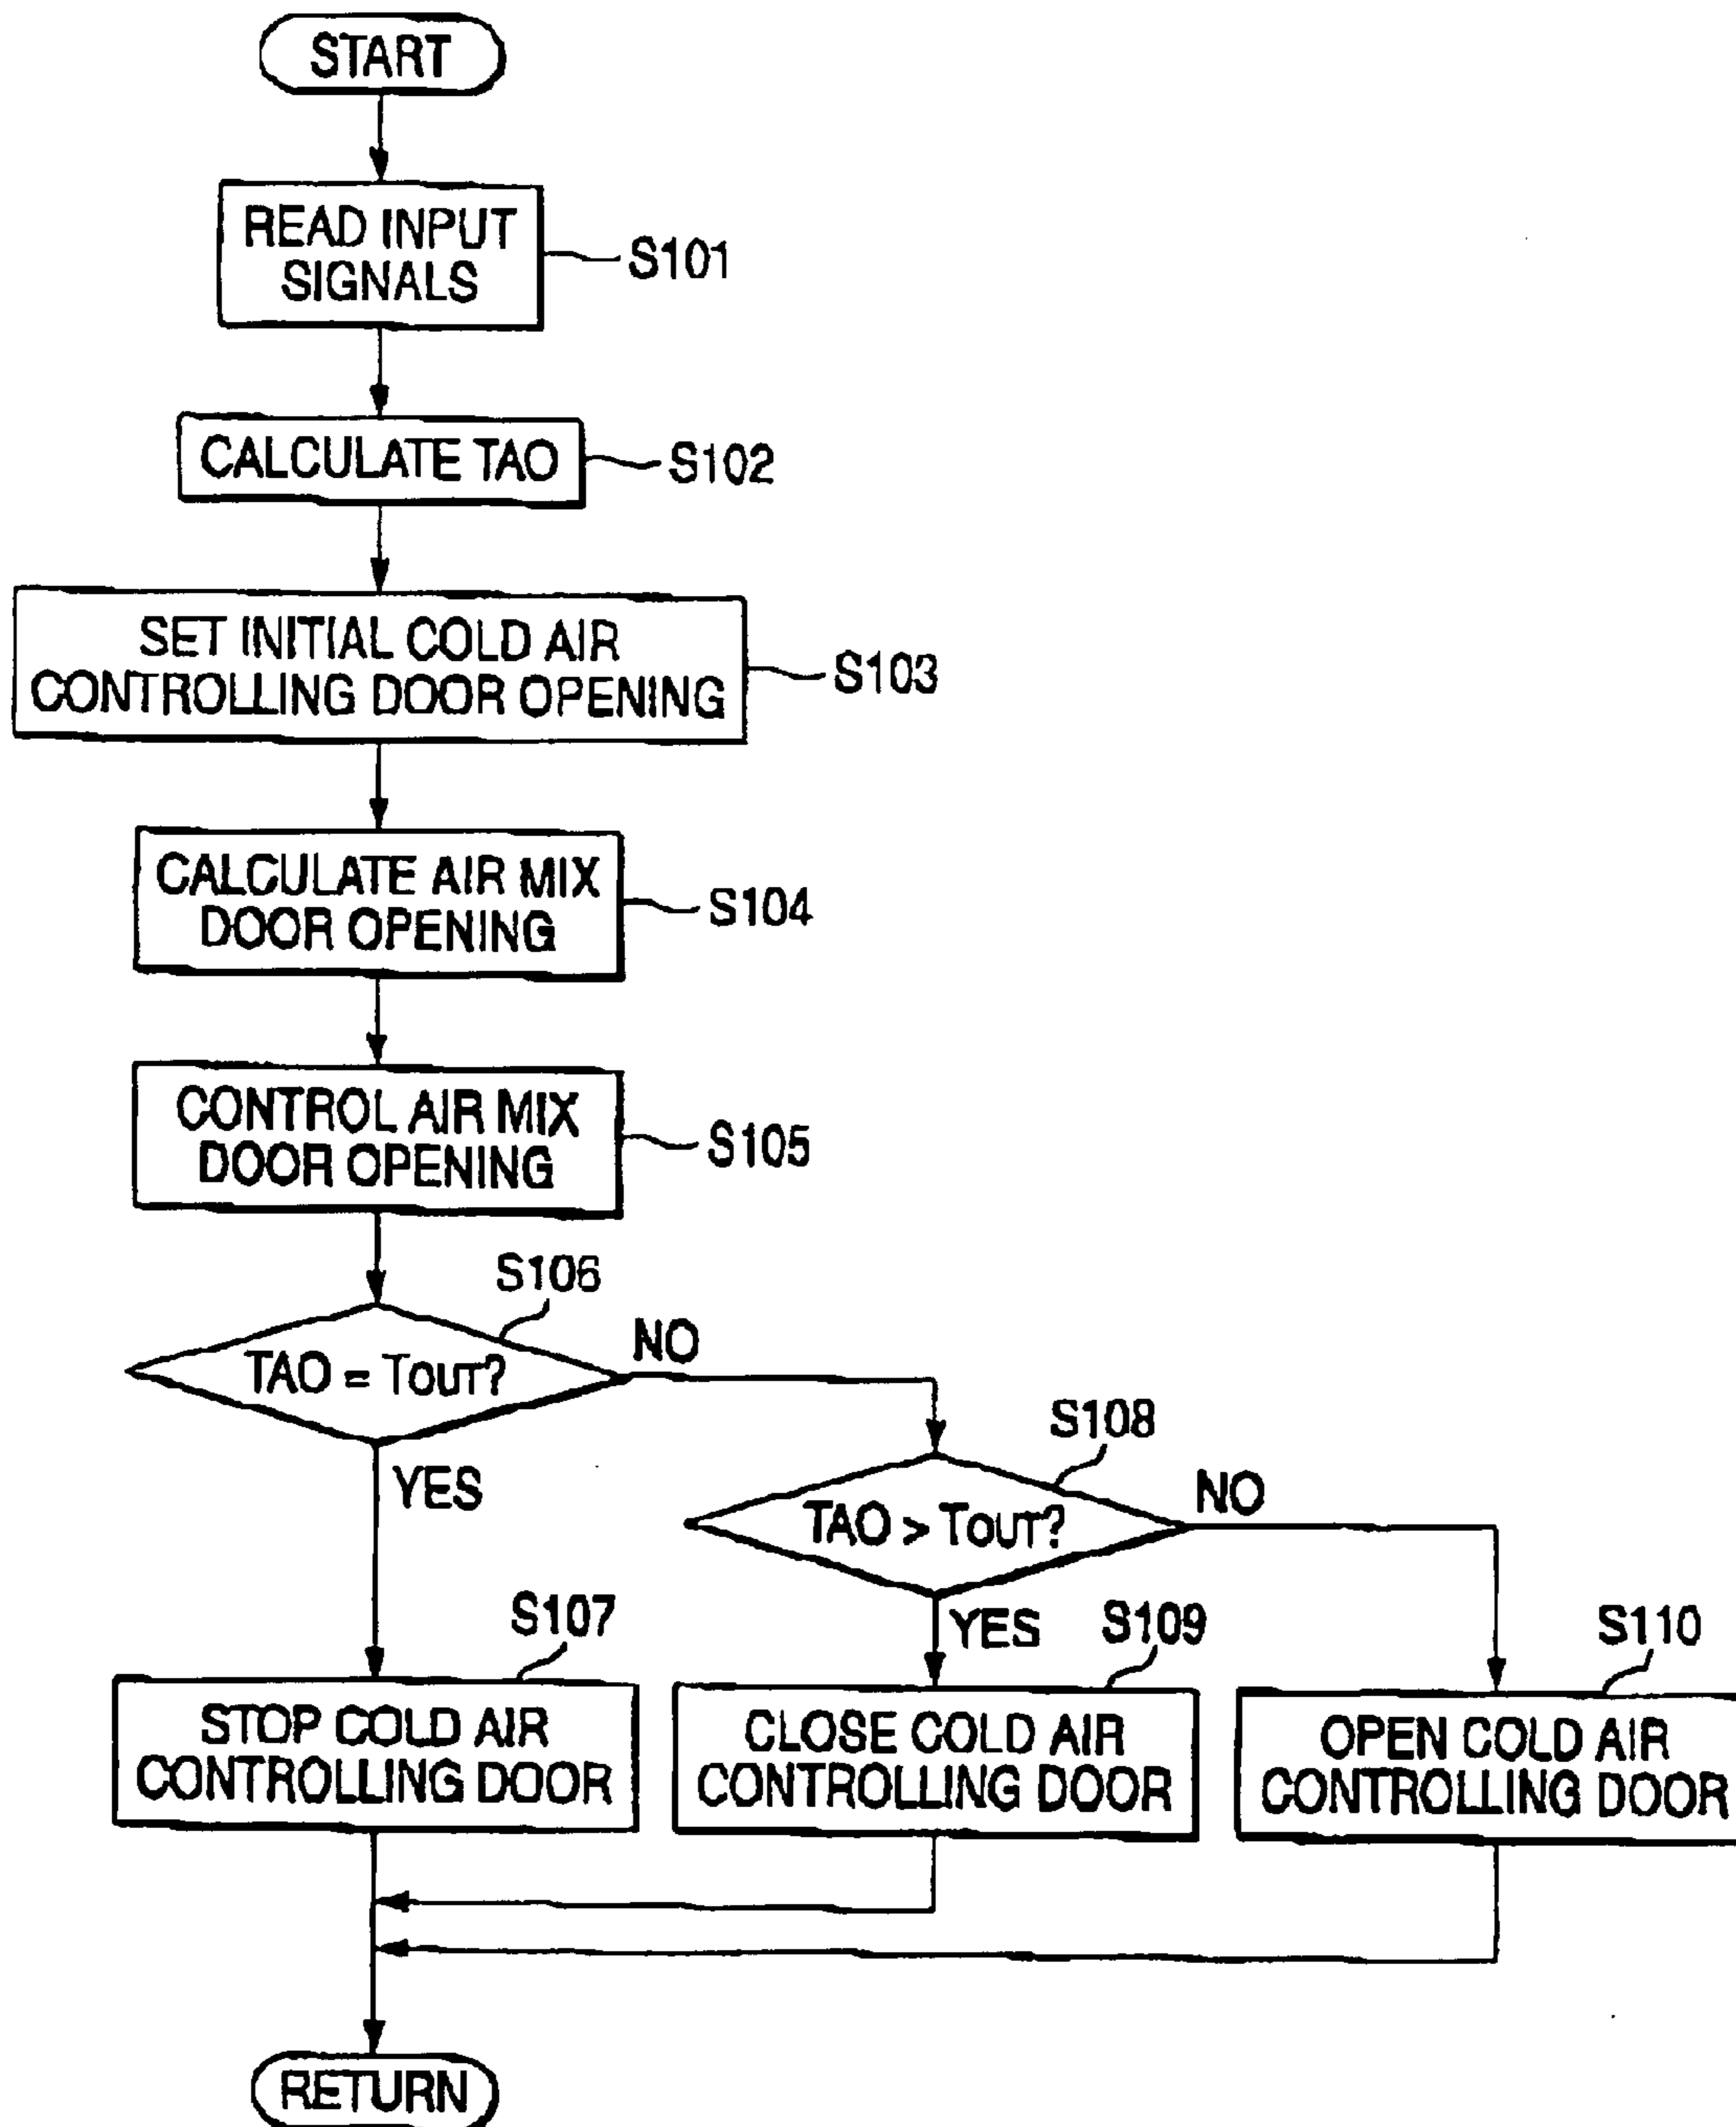 START
READ INPUT
SIGNALS
S101
CALCULATE TAO
S102
SET INITIAL COLD AIR
CONTROLLING DOOR OPENING
S103
CALCULATE AIR MIX
DOOR OPENING
S104
CONTROL AIR MIX
DOOR OPENING
S105
S106
TAO = TOUT?
NO
YES
S108
TAO > TOUT?
NO
YES
S107
STOP COLD AIR
CONTROLLING DOOR
S109
CLOSE COLD AIR
CONTROLLING DOOR
S110
OPEN COLD AIR
CONTROLLING DOOR
RETURN